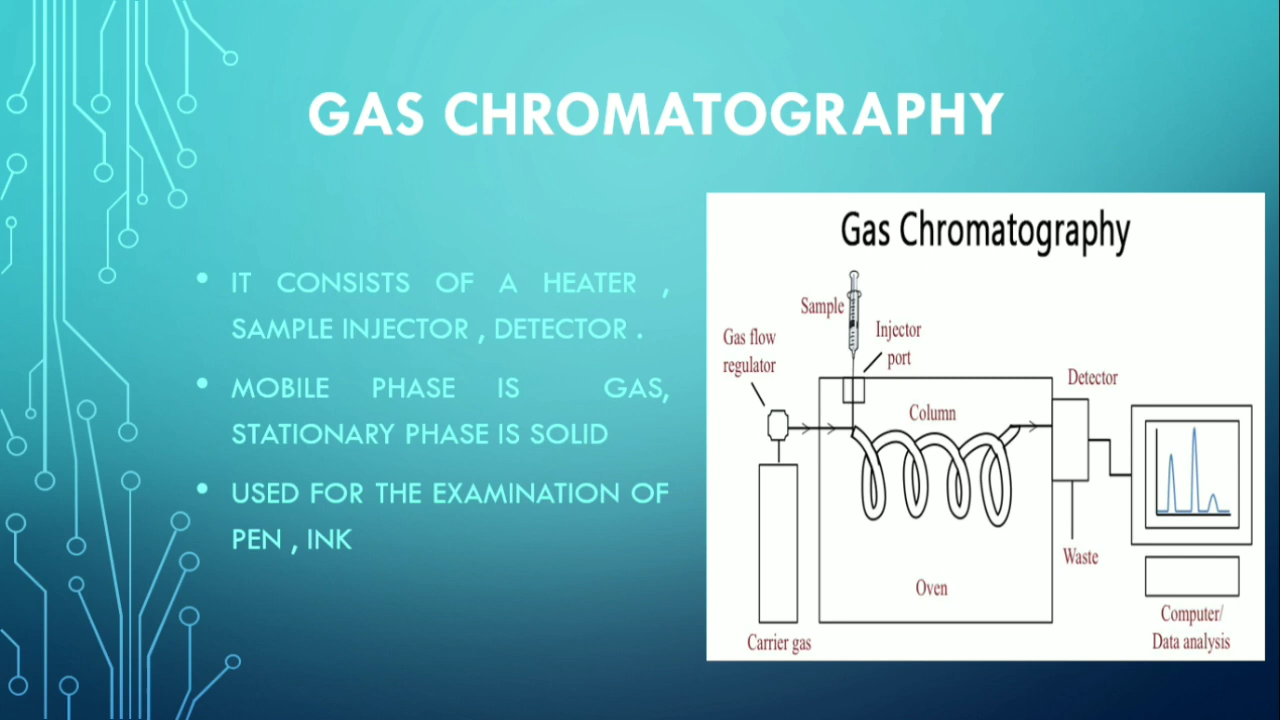 GAS CHROMATOGRAPHY
• IT CONSISTS OF A HEATER ,
SAMPLE INJECTOR , DETECTOR .
• MOBILE PHASE IS GAS,
STATIONARY PHASE IS SOLID
• USED FOR THE EXAMINATION OF
PEN , INK
Gas Chromatography
Sample
Injector
port
Gas flow
regulator
Detector
Column
Waste
Oven
Carrier gas
Computer/
Data analysis